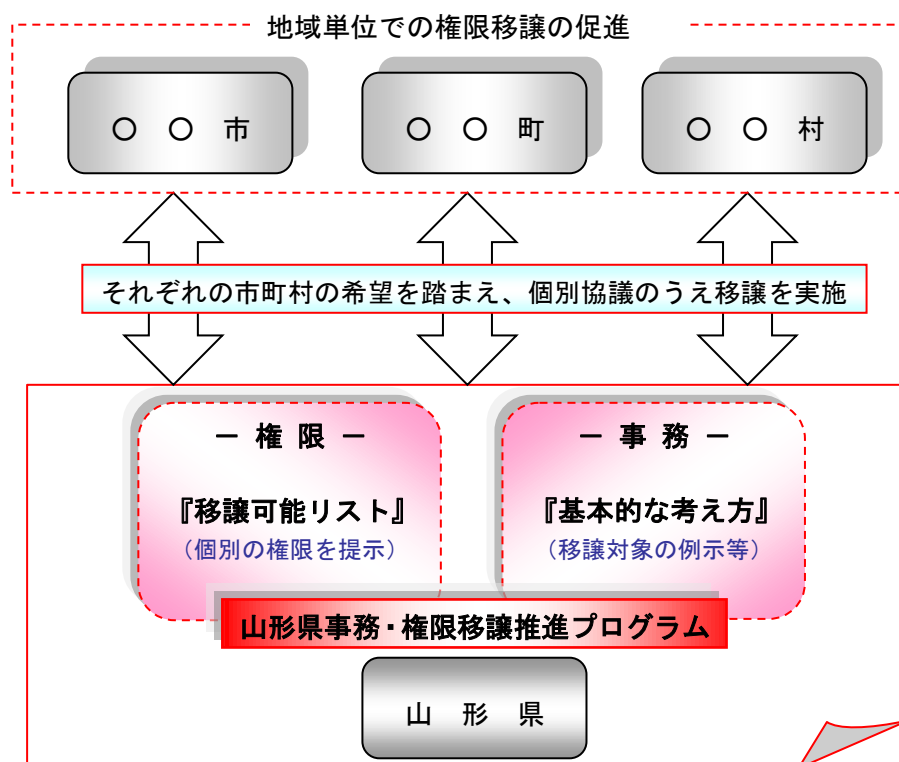 地域単位での権限移譲の促進
○ ○ 市
○ ○ 町
○ ○ 村
それぞれの市町村の希望を踏まえ、個別協議のうえ移譲を実施
－ 権 限 －
『移譲可能リスト』
（個別の権限を提示）
－ 事 務 －
『基本的な考え方』
（移譲対象の例示等）
山形県事務・権限移譲推進プログラム
山 形 県